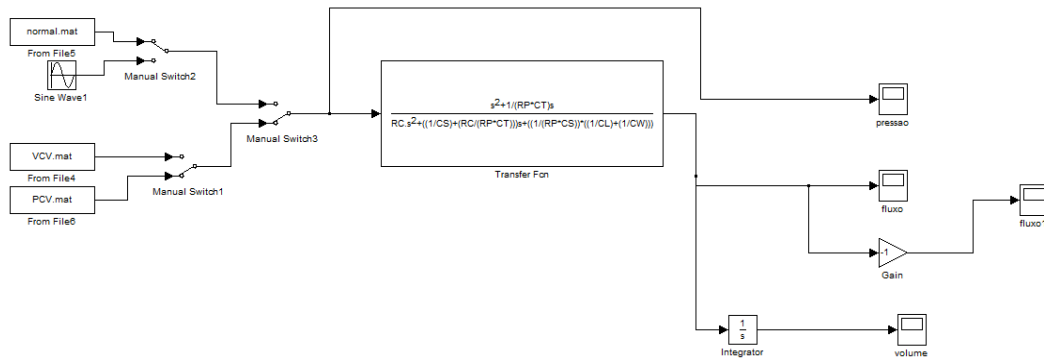 normal.mat
From File5
Sine Wave1
Manual Switch2
VCV.mat
From File4
PCV.mat
From File6
Manual Switch1
Manual Switch3
s2+1/(RP*CT)s
RC.s2+((1/CS)+(RC/(RP*CT)))s+((1/(RP*CS))*((1/CL)+(1/CW)))
Transfer Fcn
pressao
fluxo
fluxo1
-1
Gain
1
s
Integrator
volume